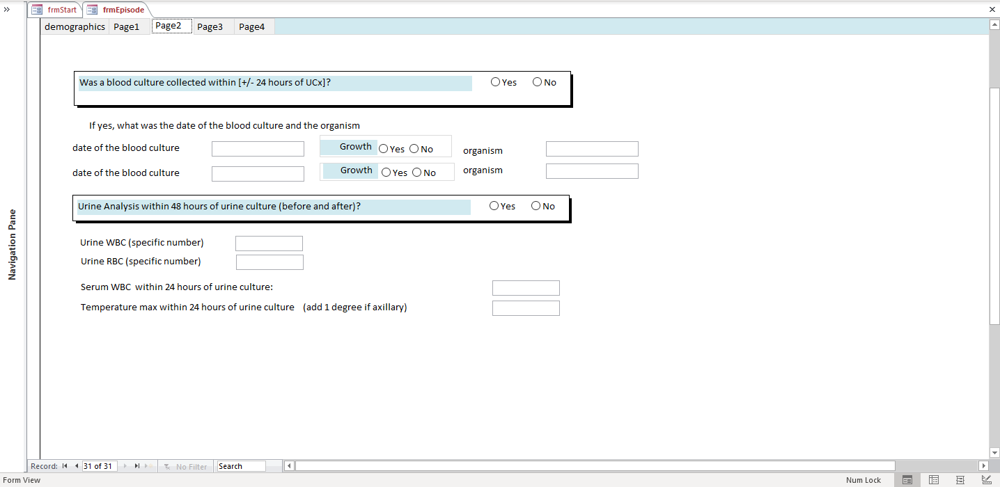 frmStart frmEpisode
demographics Page1 Page2 Page3 Page4
Was a blood culture collected within [+/- 24 hours of UCx]? Yes No
If yes, what was the date of the blood culture and the organism
date of the blood culture Growth Yes No organism
date of the blood culture Growth Yes No organism
Urine Analysis within 48 hours of urine culture (before and after)? Yes No
Navigation Pane
Urine WBC (specific number)
Urine RBC (specific number)
Serum WBC within 24 hours of urine culture:
Temperature max within 24 hours of urine culture (add 1 degree if axillary)
Record: 31 of 31 No Filter Search
Form View Num Lock